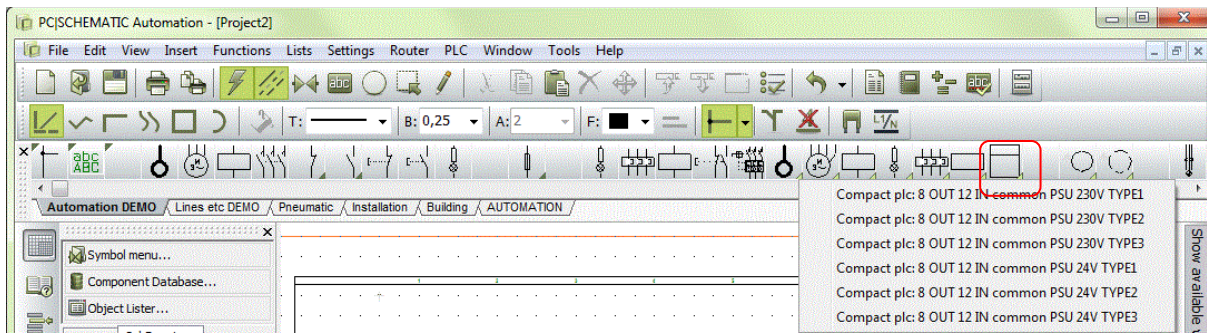 PC|SCHEMATIC Automation - [Project2]
File Edit View Insert Functions Lists Settings Router PLC Window Tools Help
abc
T: B: 0,25 A: 2 F:
L1/N
abc
ABC
Automation DEMO Lines etc DEMO Pneumatic Installation Building AUTOMATION
Compact plc: 8 OUT 12 IN common PSU 230V TYPE1
Compact plc: 8 OUT 12 IN common PSU 230V TYPE2
Compact plc: 8 OUT 12 IN common PSU 230V TYPE3
Compact plc: 8 OUT 12 IN common PSU 24V TYPE1
Compact plc: 8 OUT 12 IN common PSU 24V TYPE2
Compact plc: 8 OUT 12 IN common PSU 24V TYPE3
Symbol menu...
Component Database...
Object Lister...
Show available